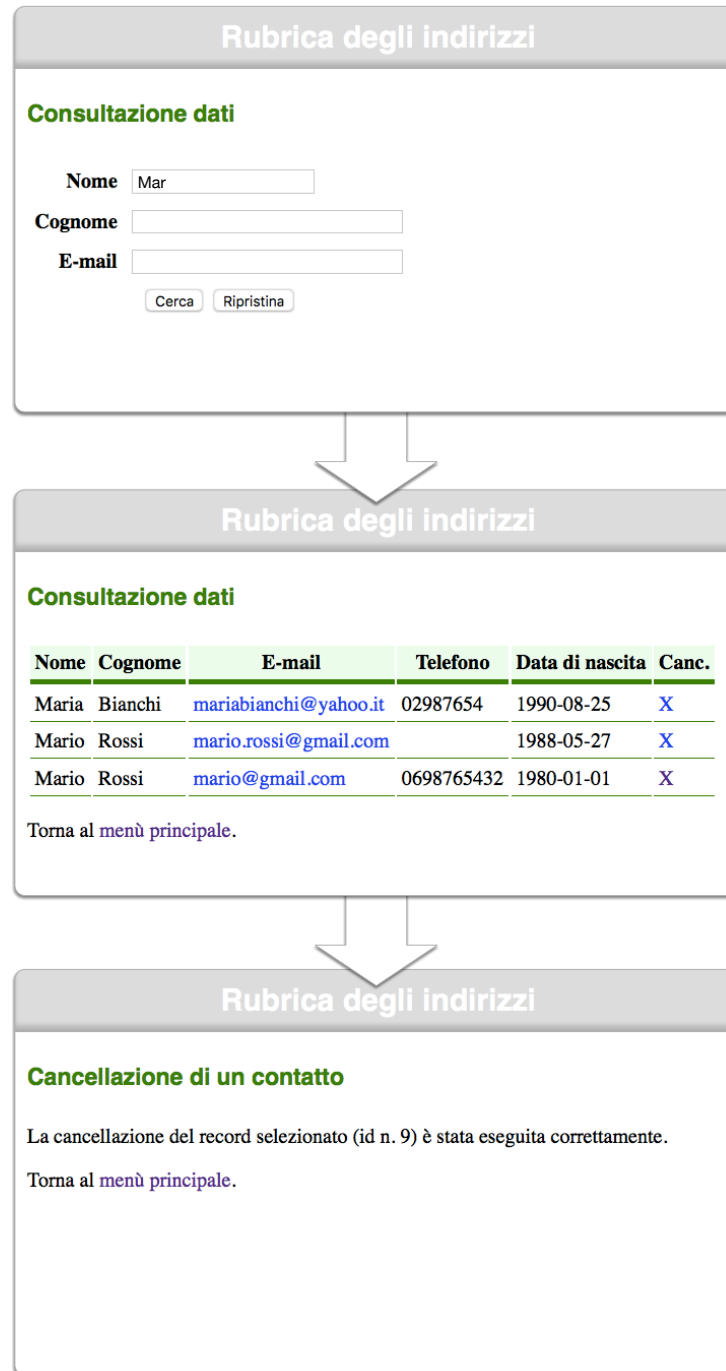 Rubrica degli indirizzi
Consultazione dati
Nome Mar
Cognome
E-mail
Cerca Ripristina
Rubrica degli indirizzi
Consultazione dati
Nome Cognome E-mail Telefono Data di nascita Canc.
Maria Bianchi mariabianchi@yahoo.it 02987654 1990-08-25 X
Mario Rossi mario.rossi@gmail.com 1988-05-27 X
Mario Rossi mario@gmail.com 0698765432 1980-01-01 X
Torna al menù principale.
Rubrica degli indirizzi
Cancellazione di un contatto
La cancellazione del record selezionato (id n. 9) è stata eseguita correttamente.
Torna al menù principale.